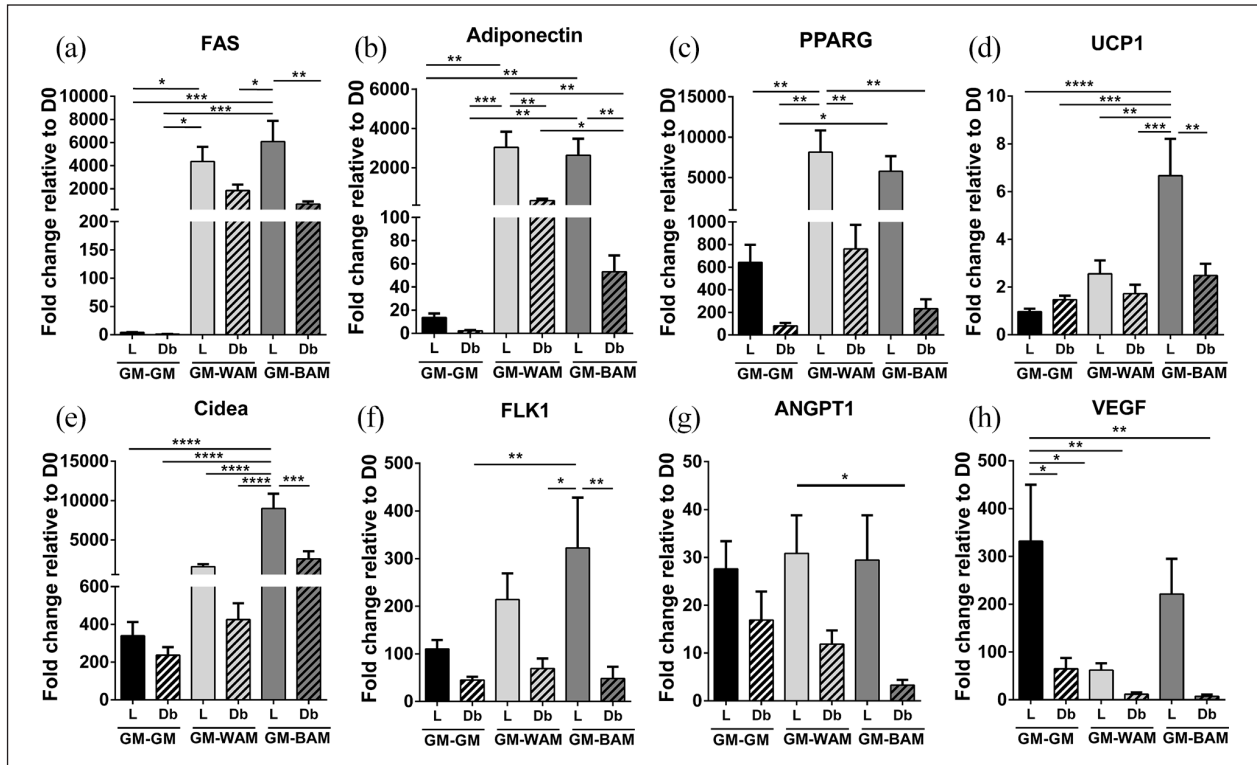 (a)
FAS
* ** 
*
***
***
*
Fold change relative to D0
10000
8000
6000
4000
2000
200
150
100
50
0
L Db L Db L Db
GM-GM GM-WAM GM-BAM
(b)
Adiponectin
**
**
**
*** **
** **
*
Fold change relative to D0
6000
4000
2000
100
80
60
40
20
0
L Db L Db L Db
GM-GM GM-WAM GM-BAM
(c)
PPARG
** **
** **
*
Fold change relative to D0
15000
10000
5000
1000
800
600
400
200
0
L Db L Db L Db
GM-GM GM-WAM GM-BAM
(d)
UCP1
****
***
**
*** **
Fold change relative to D0
10
8
6
4
2
0
L Db L Db L Db
GM-GM GM-WAM GM-BAM
(e)
Cidea
****
****
****
**** ***
Fold change relative to D0
15000
10000
5000
600
400
200
0
L Db L Db L Db
GM-GM GM-WAM GM-BAM
(f)
FLK1
**
* **
Fold change relative to D0
500
400
300
200
100
0
L Db L Db L Db
GM-GM GM-WAM GM-BAM
(g)
ANGPT1
*
Fold change relative to D0
50
40
30
20
10
0
L Db L Db L Db
GM-GM GM-WAM GM-BAM
(h)
VEGF
**
**
*
*
Fold change relative to D0
500
400
300
200
100
0
L Db L Db L Db
GM-GM GM-WAM GM-BAM